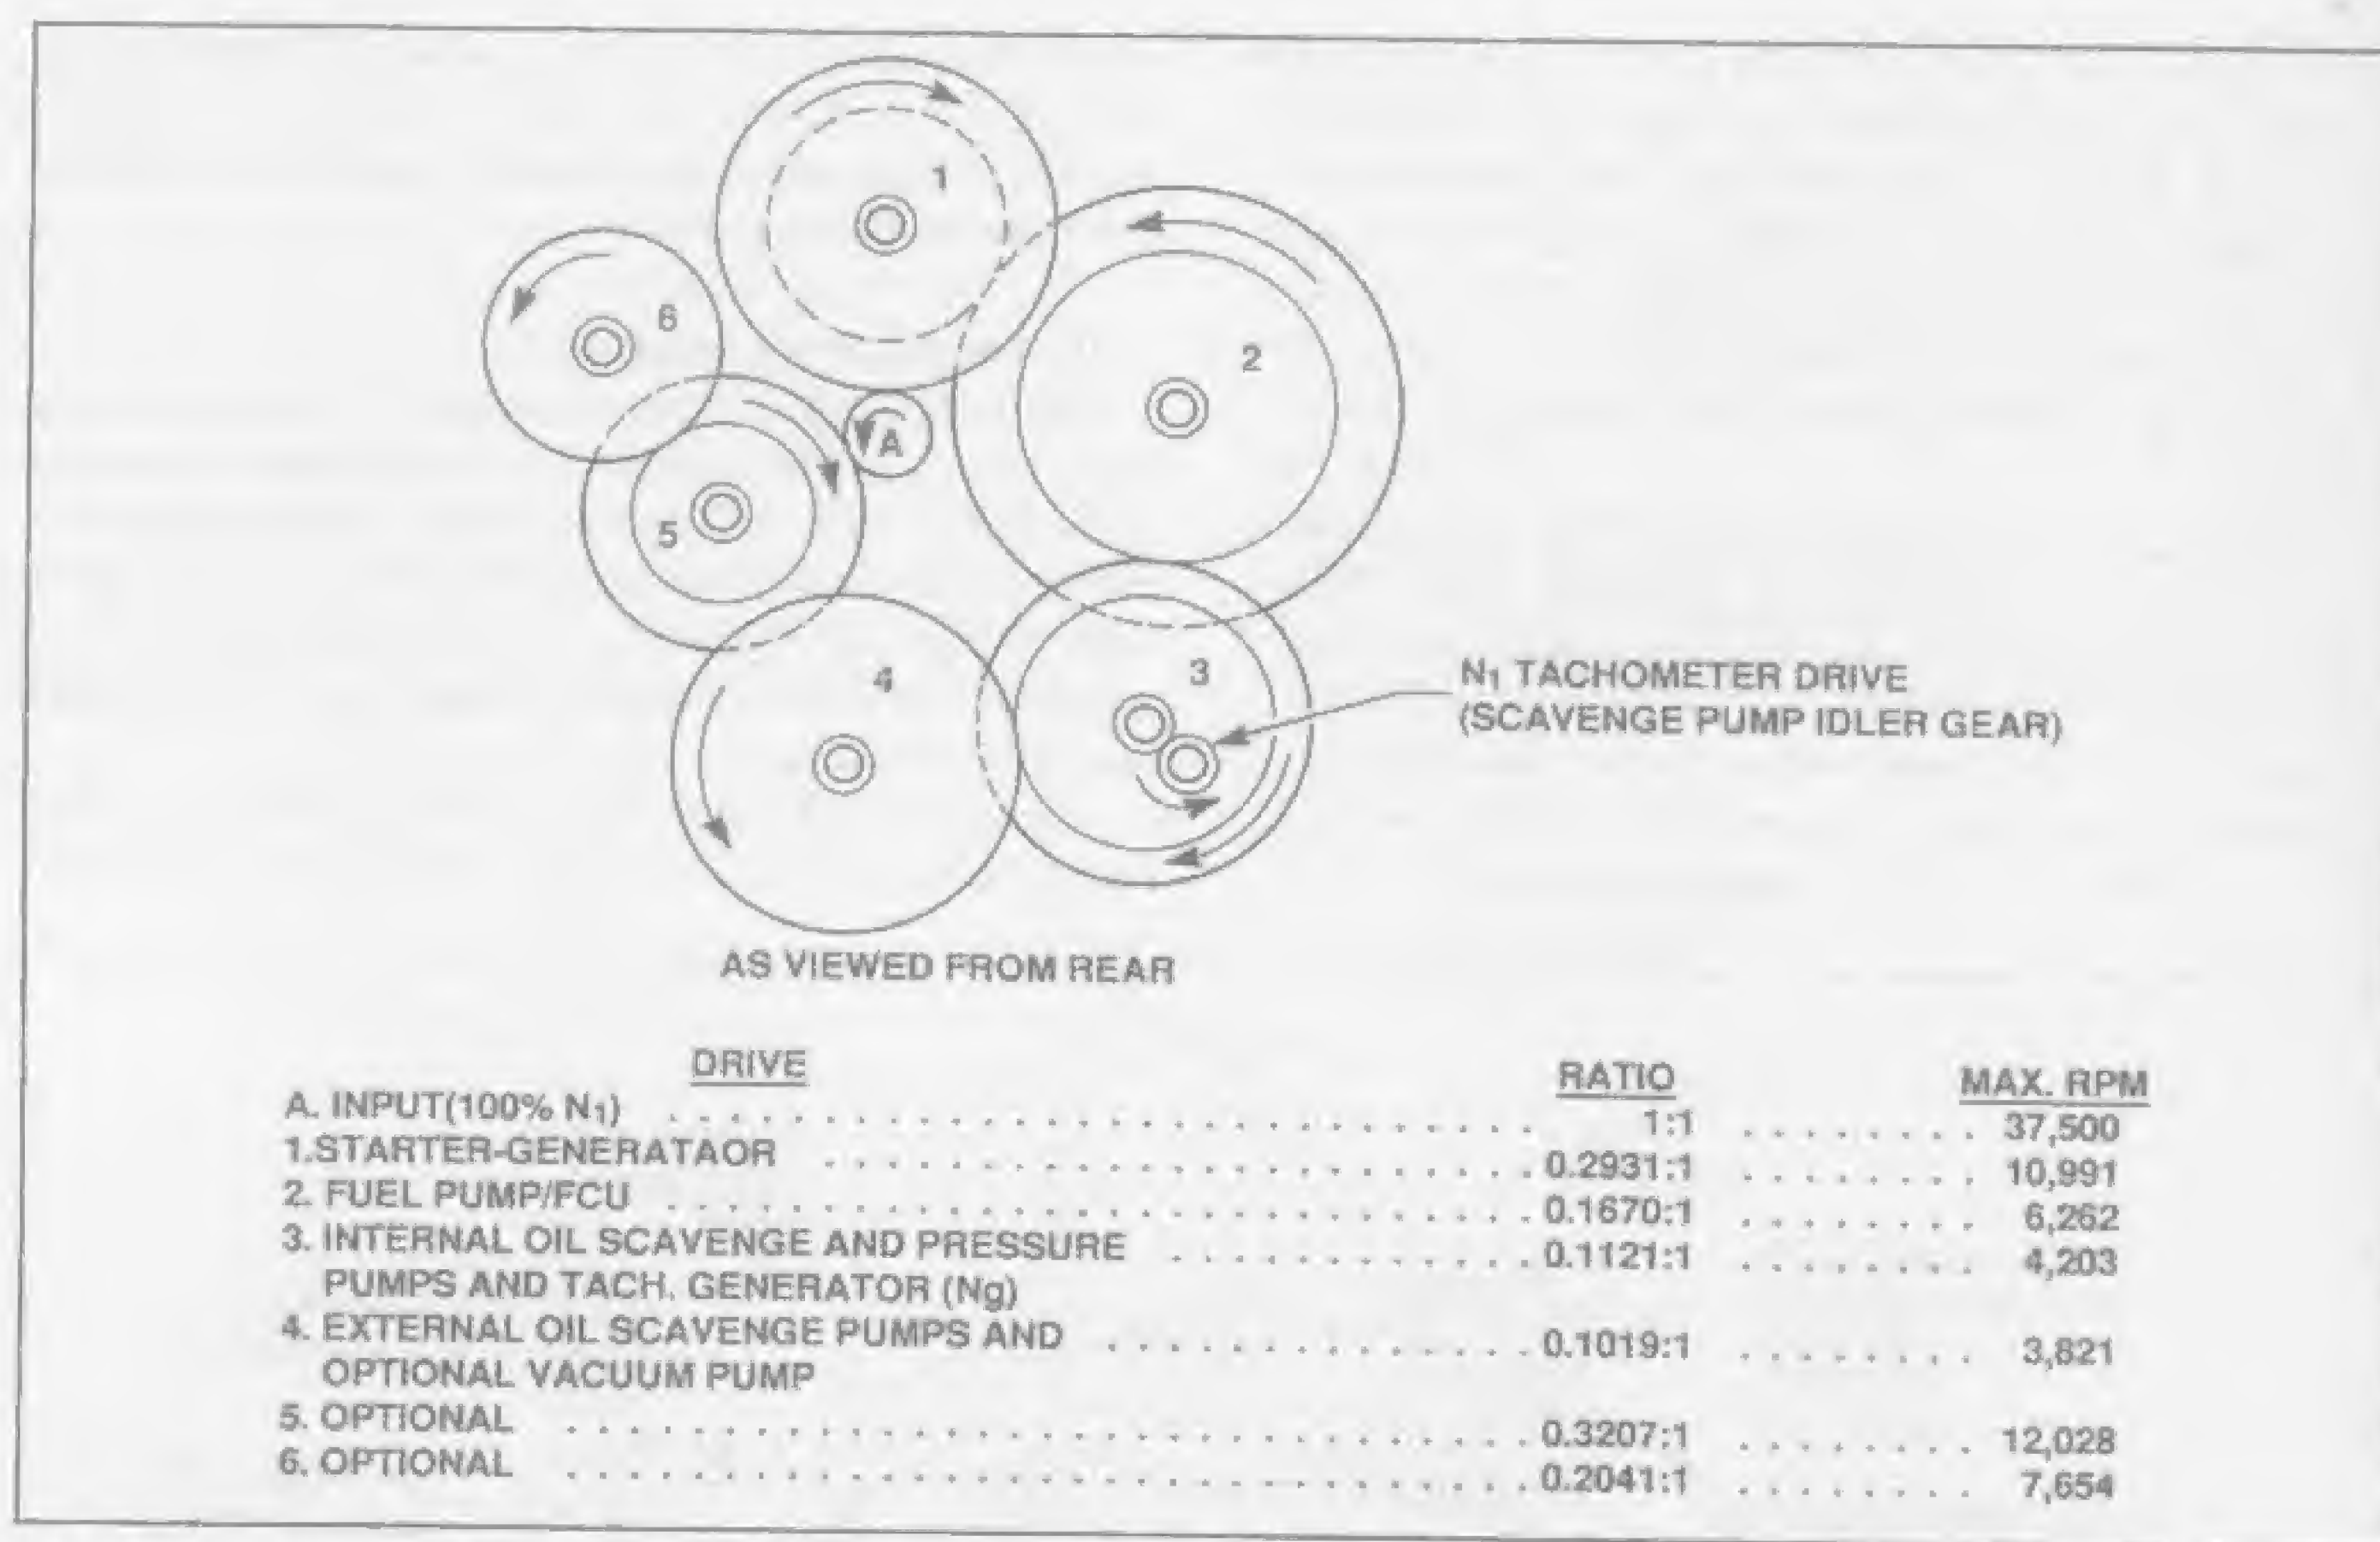 1
2
6
A
5
4
3
N1 TACHOMETER DRIVE
(SCAVENGE PUMP IDLER GEAR)
AS VIEWED FROM REAR
DRIVE RATIO MAX. RPM
A. INPUT(100% N1) . . . . . . . . . . . . . . . . . . . . . . . . . . . . 1:1 . . . . . . . . 37,500
1.STARTER-GENERATAOR . . . . . . . . . . . . . . . . . . . . . . . 0.2931:1 . . . . . . . . 10,991
2. FUEL PUMP/FCU . . . . . . . . . . . . . . . . . . . . . . . . . . . . 0.1670:1 . . . . . . . . 6,262
3. INTERNAL OIL SCAVENGE AND PRESSURE . . . . . . . . . . . . 0.1121:1 . . . . . . . . 4,203
PUMPS AND TACH. GENERATOR (Ng)
4. EXTERNAL OIL SCAVENGE PUMPS AND . . . . . . . . . . . . . . 0.1019:1 . . . . . . . . 3,821
OPTIONAL VACUUM PUMP
5. OPTIONAL . . . . . . . . . . . . . . . . . . . . . . . . . . . . . . . 0.3207:1 . . . . . . . . 12,028
6. OPTIONAL . . . . . . . . . . . . . . . . . . . . . . . . . . . . . . . 0.2041:1 . . . . . . . . 7,654